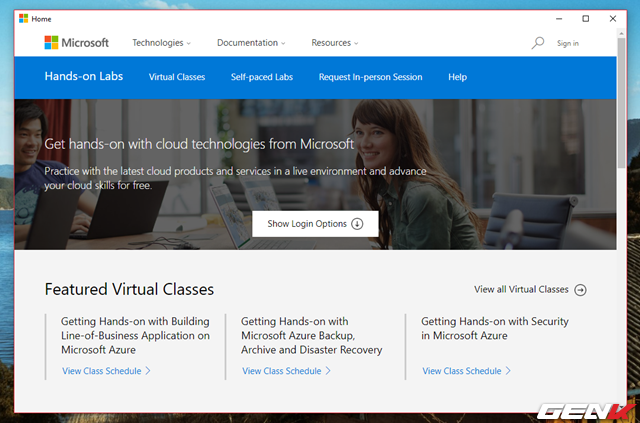 Home
Microsoft
Technologies
Documentation
Resources
Sign in
Hands-on Labs
Virtual Classes
Self-paced Labs
Request In-person Session
Help
Get hands-on with cloud technologies from Microsoft
Practice with the latest cloud products and services in a live environment and advance
your cloud skills for free.
Show Login Options
Featured Virtual Classes
View all Virtual Classes
Getting Hands-on with Building
Line-of-Business Application on
Microsoft Azure
View Class Schedule
Getting Hands-on with
Microsoft Azure Backup,
Archive and Disaster Recovery
View Class Schedule
Getting Hands-on with Security
in Microsoft Azure
View Class Schedule
GENK